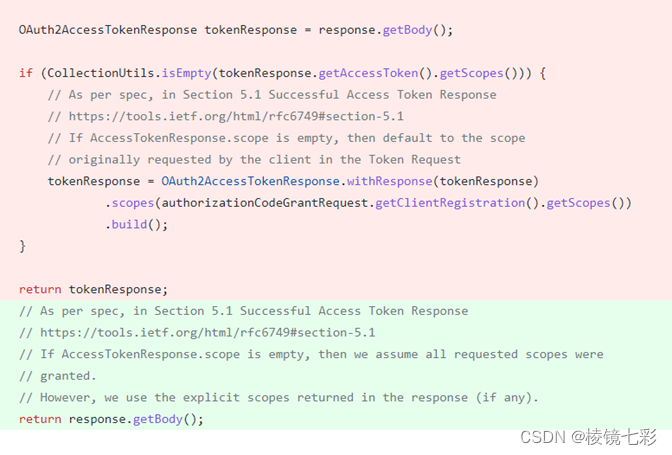 OAuth2AccessTokenResponse tokenResponse = response.getBody();
if (CollectionUtils.isEmpty(tokenResponse.getAccessToken().getScopes())) {
// As per spec, in Section 5.1 Successful Access Token Response
// https://tools.ietf.org/html/rfc6749#section-5.1
// If AccessTokenResponse.scope is empty, then default to the scope
// originally requested by the client in the Token Request
tokenResponse = OAuth2AccessTokenResponse.withResponse(tokenResponse)
.scopes(authorizationCodeGrantRequest.getClientRegistration().getScopes())
.build();
}
return tokenResponse;
// As per spec, in Section 5.1 Successful Access Token Response
// https://tools.ietf.org/html/rfc6749#section-5.1
// If AccessTokenResponse.scope is empty, then we assume all requested scopes were
// granted.
// However, we use the explicit scopes returned in the response (if any).
return response.getBody();
CSDN @棱镜七彩